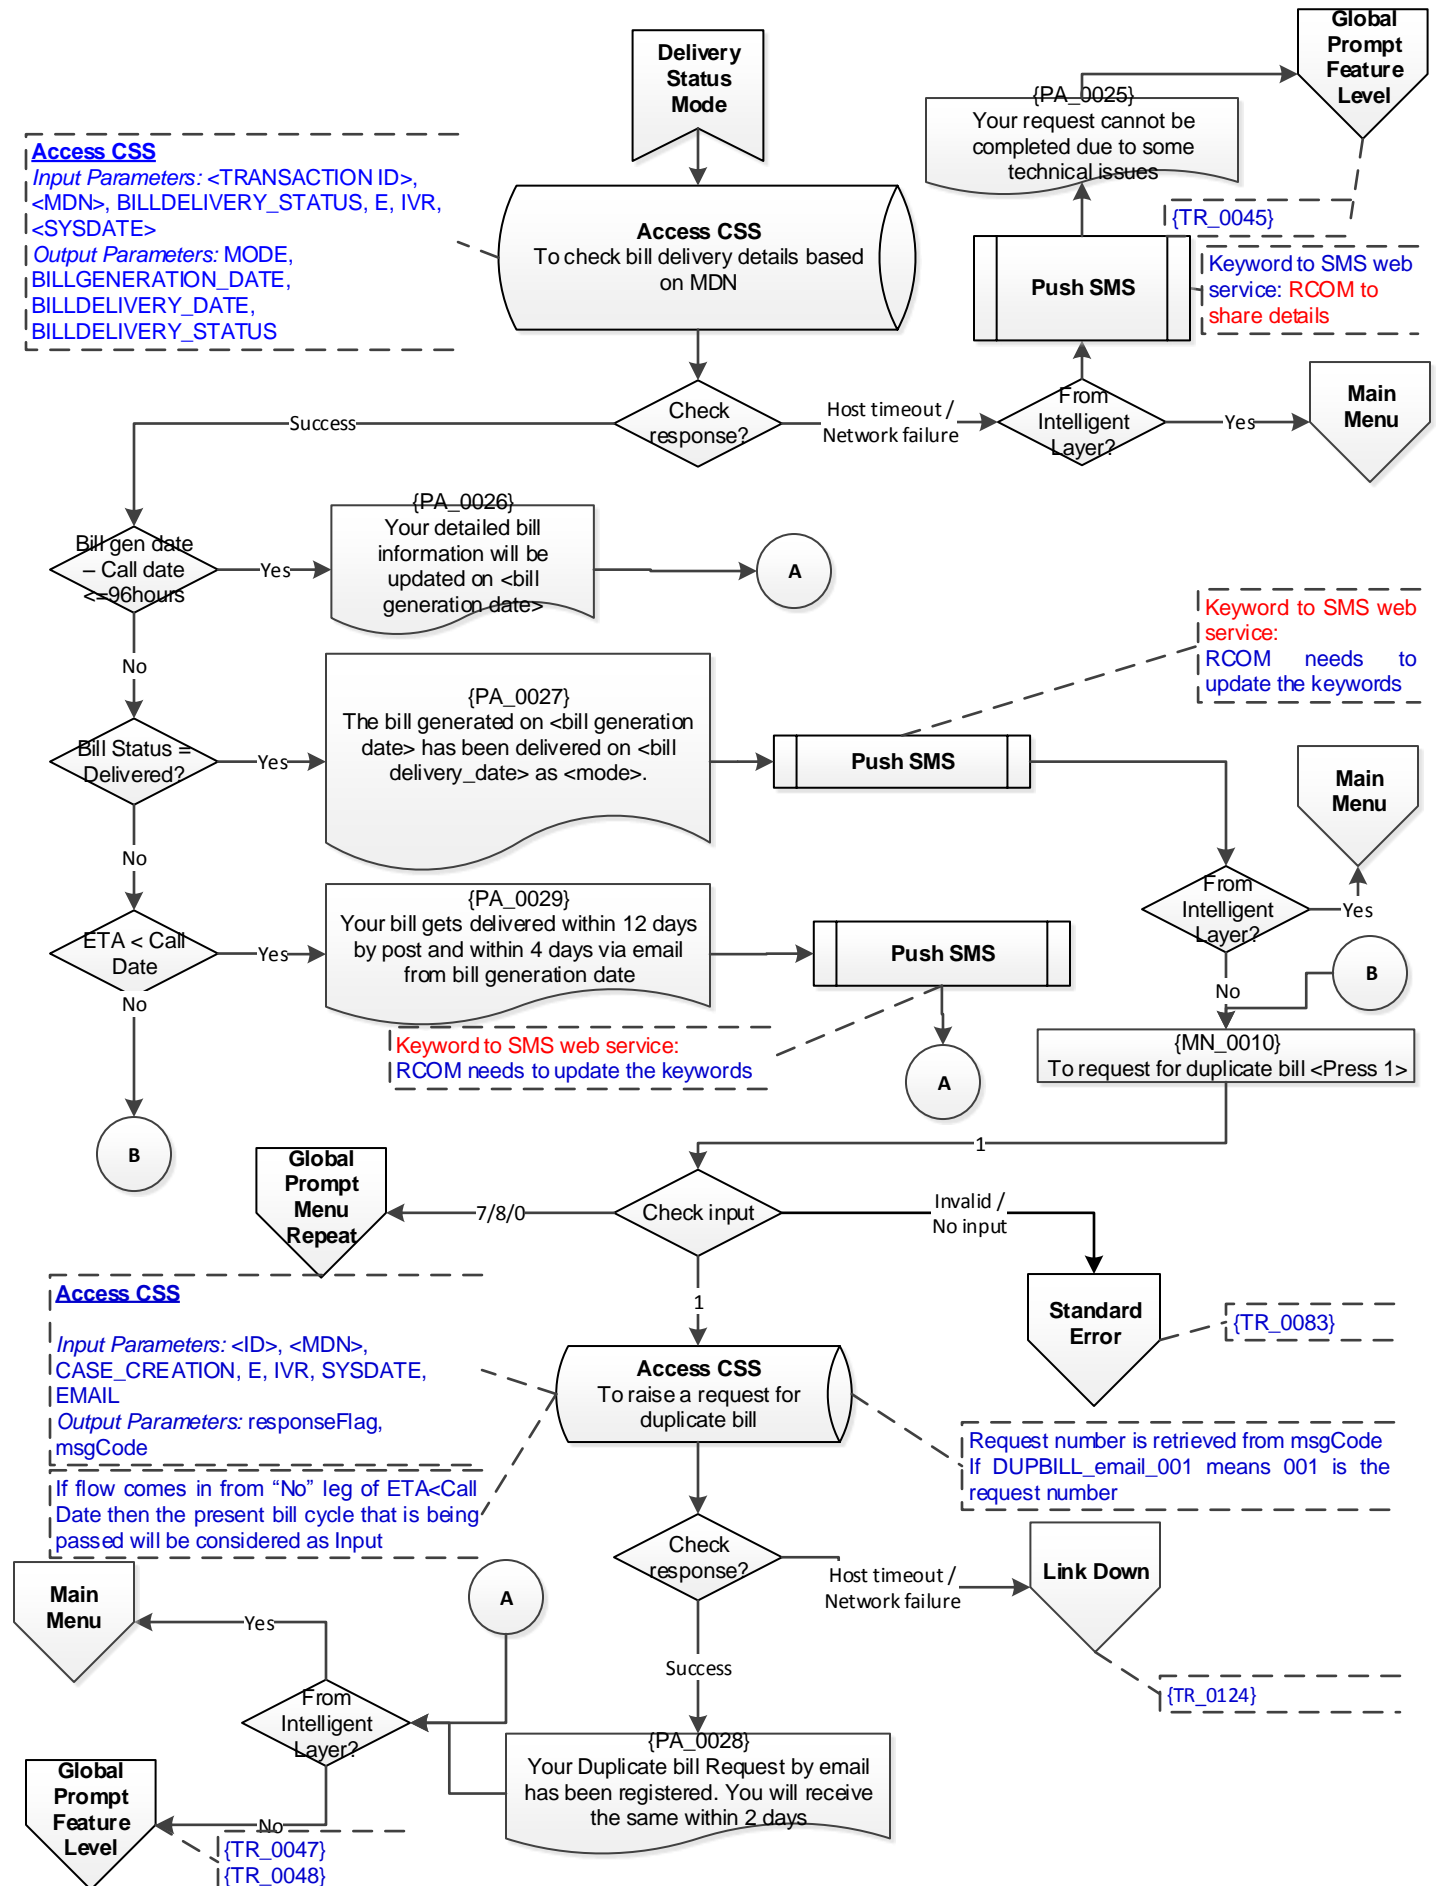 Global
Prompt
Feature
Level
Delivery
Status
Mode
{PA_0025}
Your request cannot be
completed due to some
technical issues
Access CSS
Input Parameters: <TRANSACTION ID>,
<MDN>, BILLDELIVERY_STATUS, E, IVR,
<SYSDATE>
Output Parameters: MODE,
BILLGENERATION_DATE,
BILLDELIVERY_DATE,
BILLDELIVERY_STATUS
Access CSS
To check bill delivery details based
on MDN
{TR_0045}
Push SMS
Keyword to SMS web
service: RCOM to
share details
Success
Check
response?
Host timeout /
Network failure
From
Intelligent
Layer?
Yes
Main
Menu
Bill gen date
– Call date
<=96hours
Yes
{PA_0026}
Your detailed bill
information will be
updated on <bill
generation date>
A
Keyword to SMS web
service:
RCOM needs to
update the keywords
No
Bill Status =
Delivered?
Yes
{PA_0027}
The bill generated on <bill generation
date> has been delivered on <bill
delivery_date> as <mode>.
Push SMS
Main
Menu
No
ETA < Call
Date
Yes
{PA_0029}
Your bill gets delivered within 12 days
by post and within 4 days via email
from bill generation date
Push SMS
From
Intelligent
Layer?
Yes
B
No
No
Keyword to SMS web service:
RCOM needs to update the keywords
A
{MN_0010}
To request for duplicate bill <Press 1>
B
1
Global
Prompt
Menu
Repeat
7/8/0
Check input
Invalid /
No input
1
Standard
Error
{TR_0083}
Access CSS
Input Parameters: <ID>, <MDN>,
CASE_CREATION, E, IVR, SYSDATE,
EMAIL
Output Parameters: responseFlag,
msgCode
Access CSS
To raise a request for
duplicate bill
Request number is retrieved from msgCode
If DUPBILL_email_001 means 001 is the
request number
If flow comes in from “No” leg of ETA<Call
Date then the present bill cycle that is being
passed will be considered as Input
Check
response?
Host timeout /
Network failure
Link Down
Main
Menu
Yes
A
Success
{TR_0124}
From
Intelligent
Layer?
{PA_0028}
Your Duplicate bill Request by email
has been registered. You will receive
the same within 2 days
Global
Prompt
Feature
Level
No
{TR_0047}
{TR_0048}